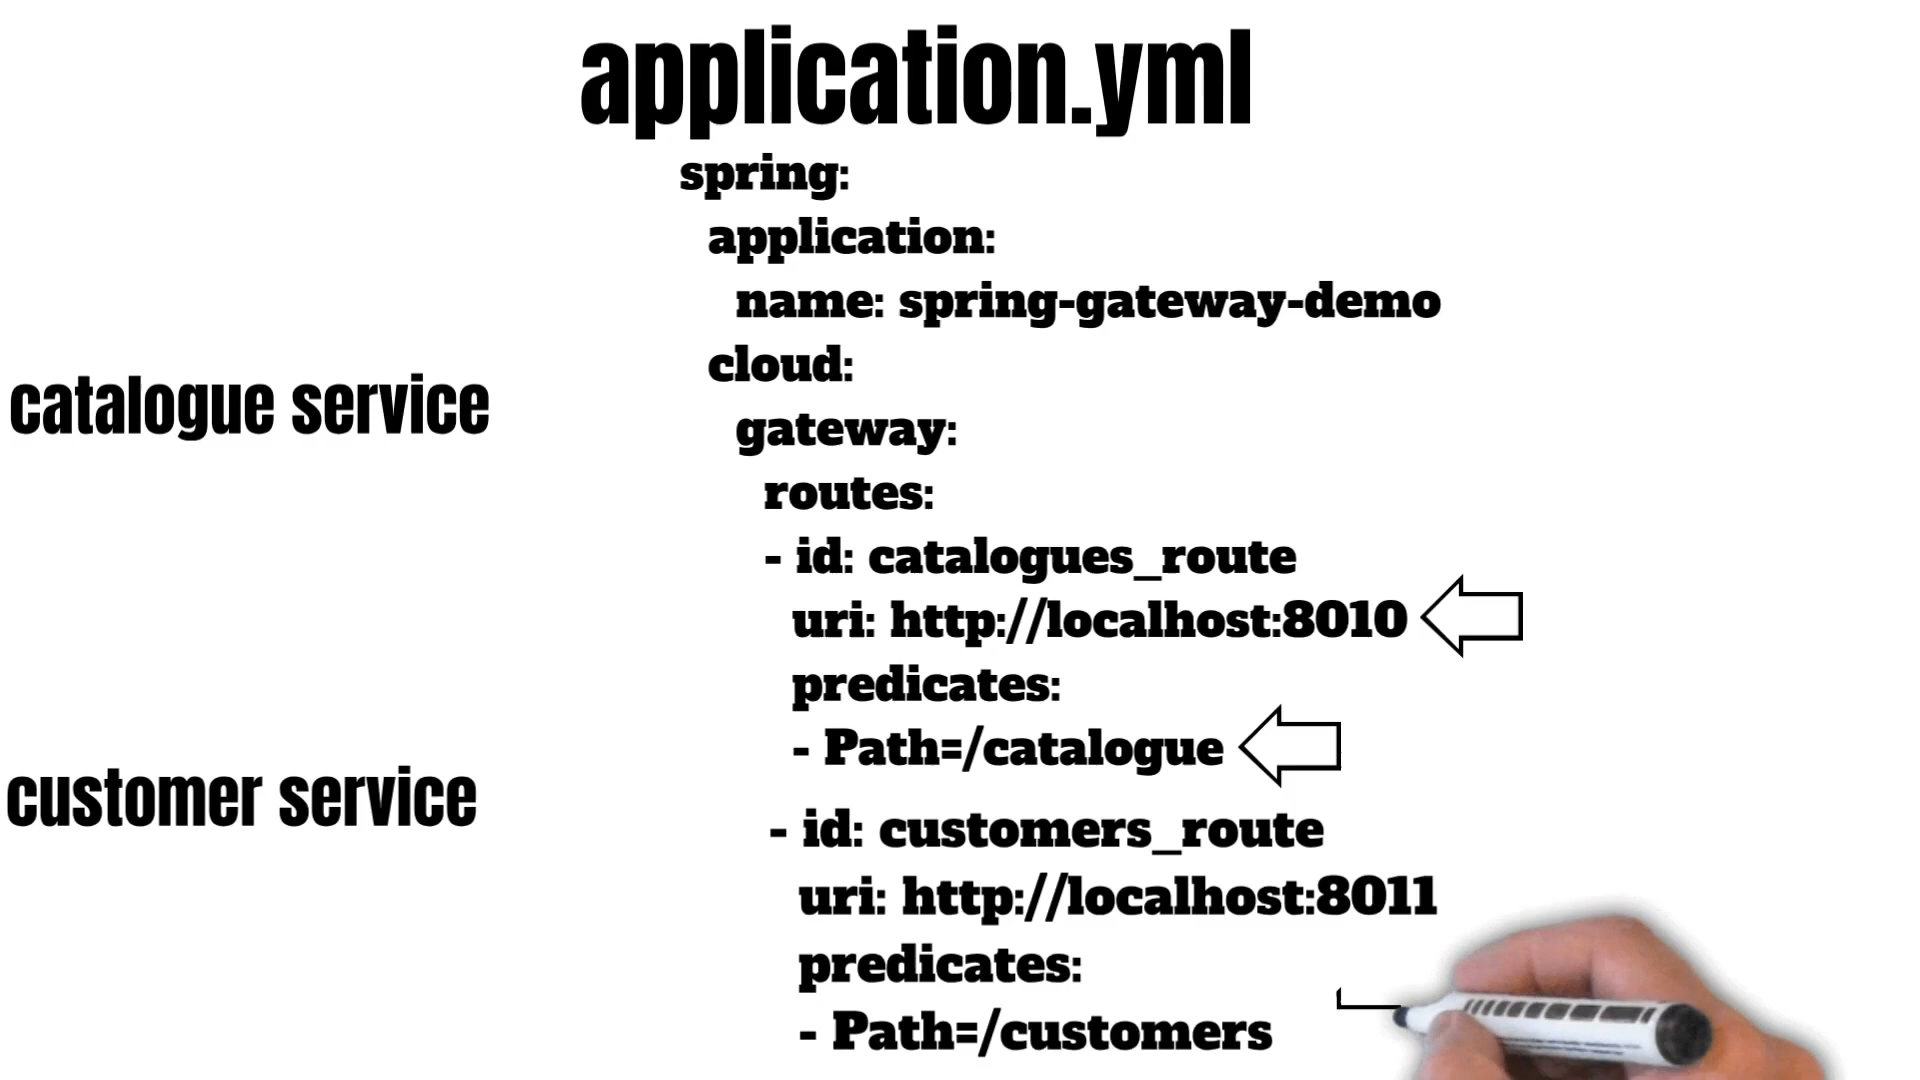 application.yml
spring:
application:
name: spring-gateway-demo
cloud:
catalogue service
gateway:
routes:
- id: catalogues_route
uri: http://localhost:8010
predicates:
- Path=/catalogue
customer service
- id: customers_route
uri: http://localhost:8011
predicates:
- Path=/customers